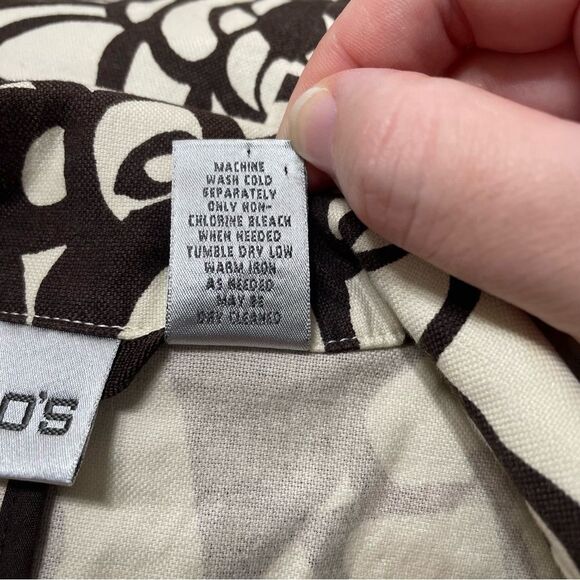 MACHINE
WASH COLD
SEPARATELY
ONLY NON-
CHLORINE BLEACH
WHEN NEEDED
TUMBLE DRY LOW
WARM IRON
AS NEEDED
MAY BE
DRY CLEANED
O'S